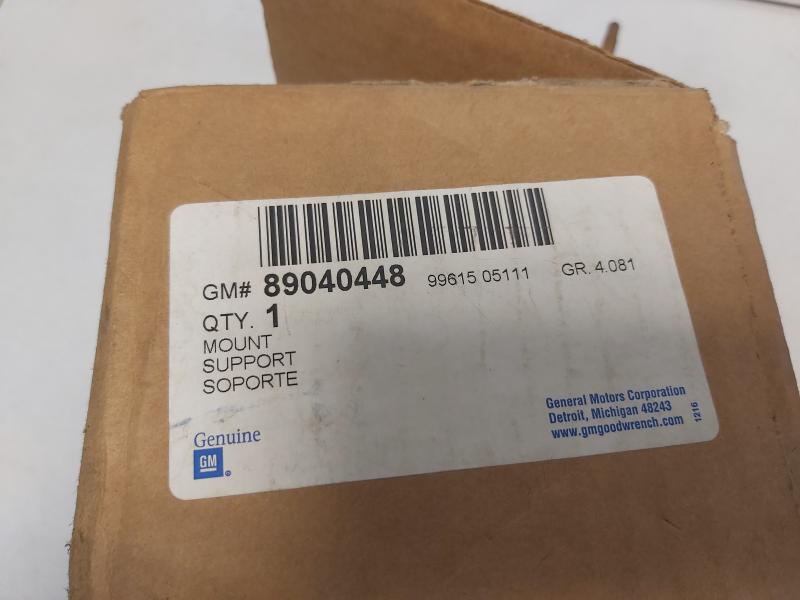 GM# 89040448 99615 05111 GR. 4.081
QTY. 1
MOUNT
SUPPORT
SOPORTE
Genuine
GM
General Motors Corporation
Detroit, Michigan 48243
www.gmgoodwrench.com
1216